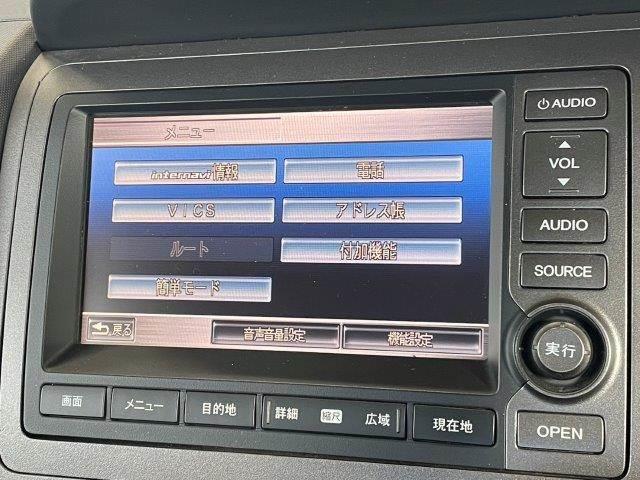 メニュー
internavi情報 電話
VICS アドレス帳
ルート 付加機能
簡単モード
戻る 音声音量設定 機能設定
AUDIO
VOL
AUDIO
SOURCE
実行
OPEN
画面 メニュー 目的地 詳細 縮尺 広域 現在地